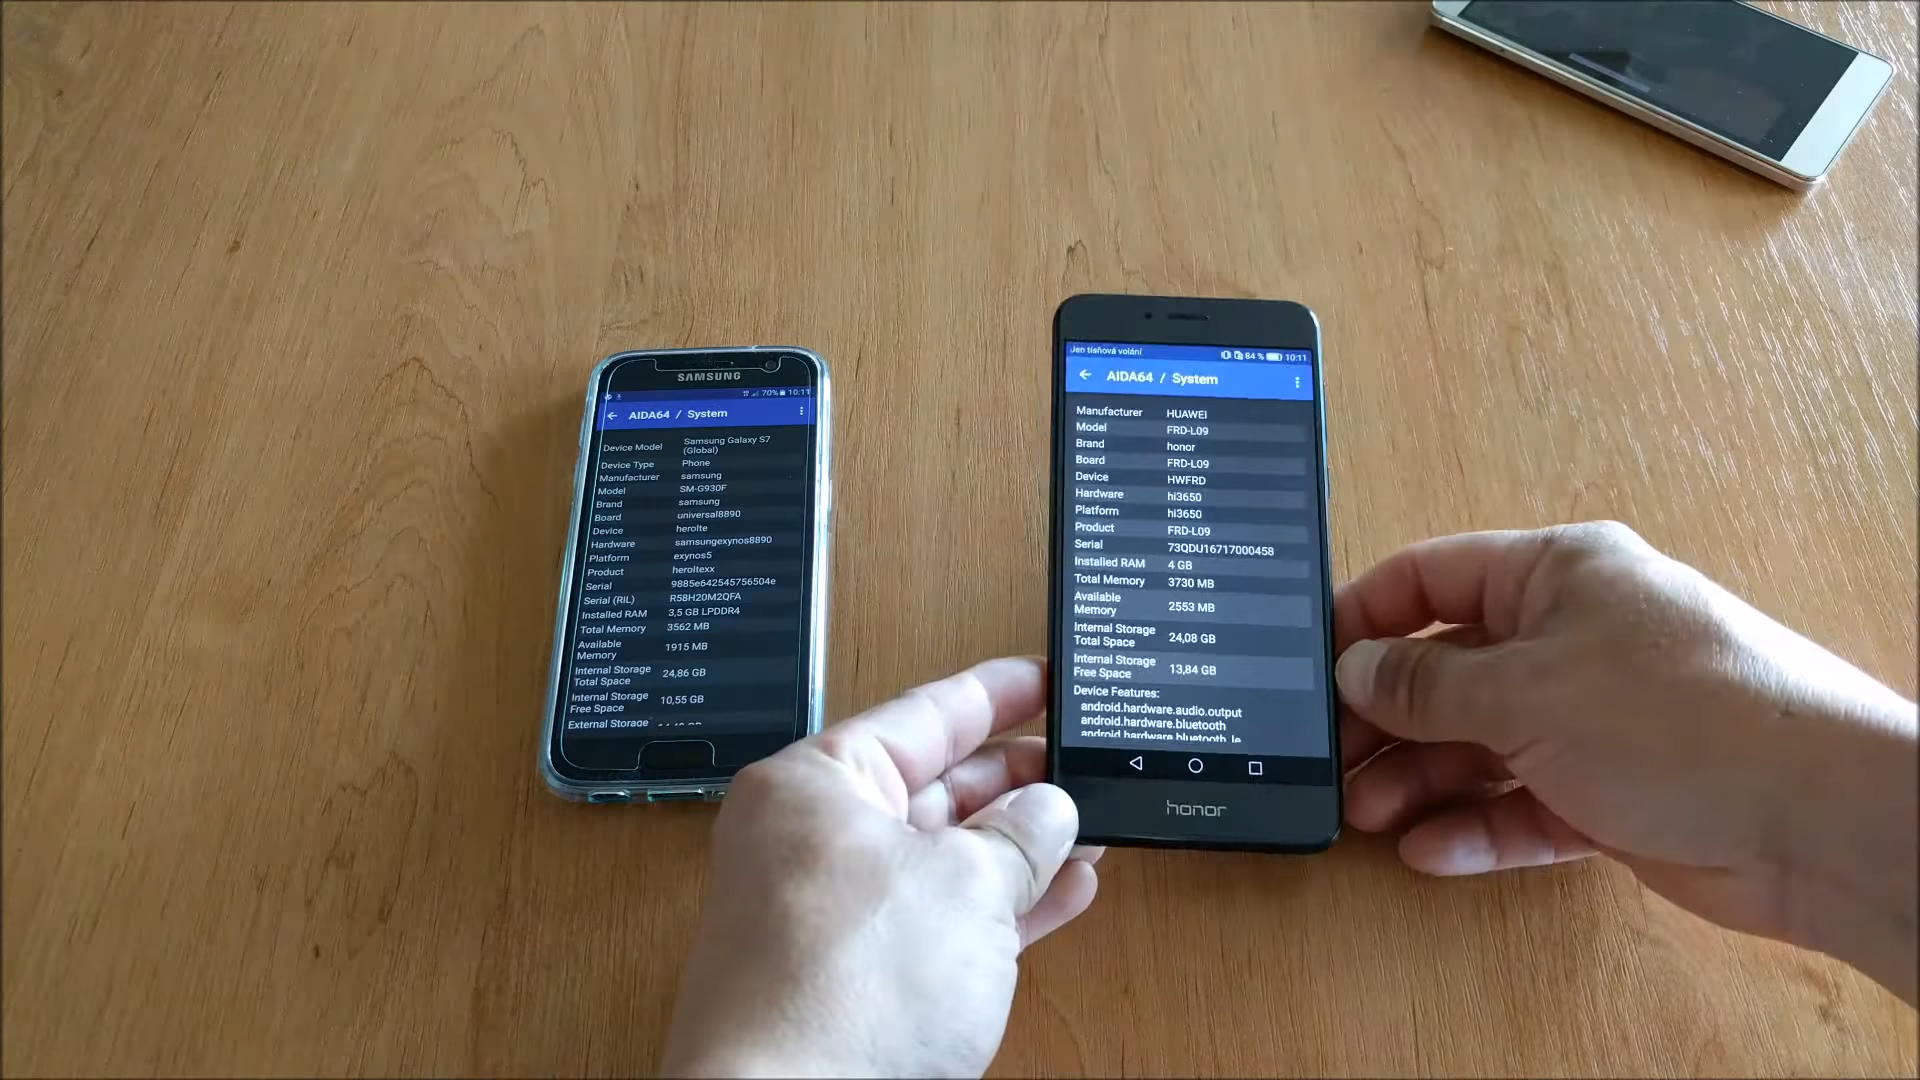 SAMSUNG
70% 10:11
AIDA64 / System
Device Model Samsung Galaxy S7
(Global)
Device Type Phone
Manufacturer samsung
Model SM-G930F
Brand samsung
Board universal8890
Device herolte
Hardware samsungexynos8890
Platform exynos5
Product heroltexx
Serial 9885e642545756504e
Serial (RIL) R58H20M2QFA
Installed RAM 3,5 GB LPDDR4
Total Memory 3562 MB
Available
Memory 1915 MB
Internal Storage
Total Space 24,86 GB
Internal Storage
Free Space 10,55 GB
External Storage
Jen tísňová volání 84 % 10:11
AIDA64 / System
Manufacturer HUAWEI
Model FRD-L09
Brand honor
Board FRD-L09
Device HWFRD
Hardware hi3650
Platform hi3650
Product FRD-L09
Serial 73QDU16717000458
Installed RAM 4 GB
Total Memory 3730 MB
Available
Memory 2553 MB
Internal Storage
Total Space 24,08 GB
Internal Storage
Free Space 13,84 GB
Device Features:
android.hardware.audio.output
android.hardware.bluetooth
android.hardware.bluetooth_le
honor